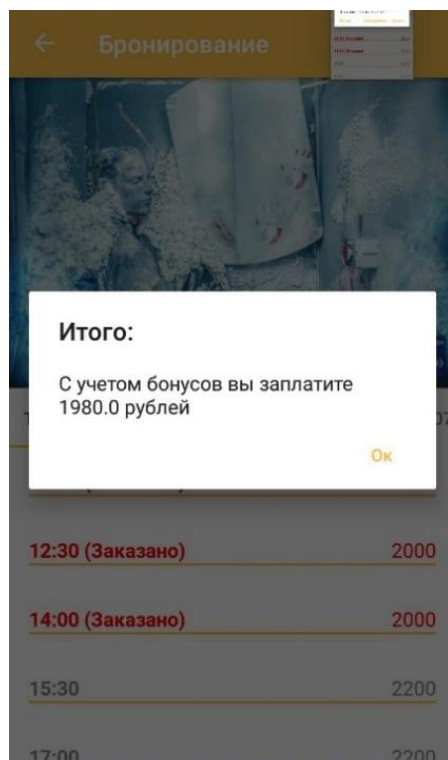 Бронирование
Итого:
С учетом бонусов вы заплатите
1980.0 рублей
Ок
12:30 (Заказано) 2000
14:00 (Заказано) 2000
15:30 2200
17:00 2200